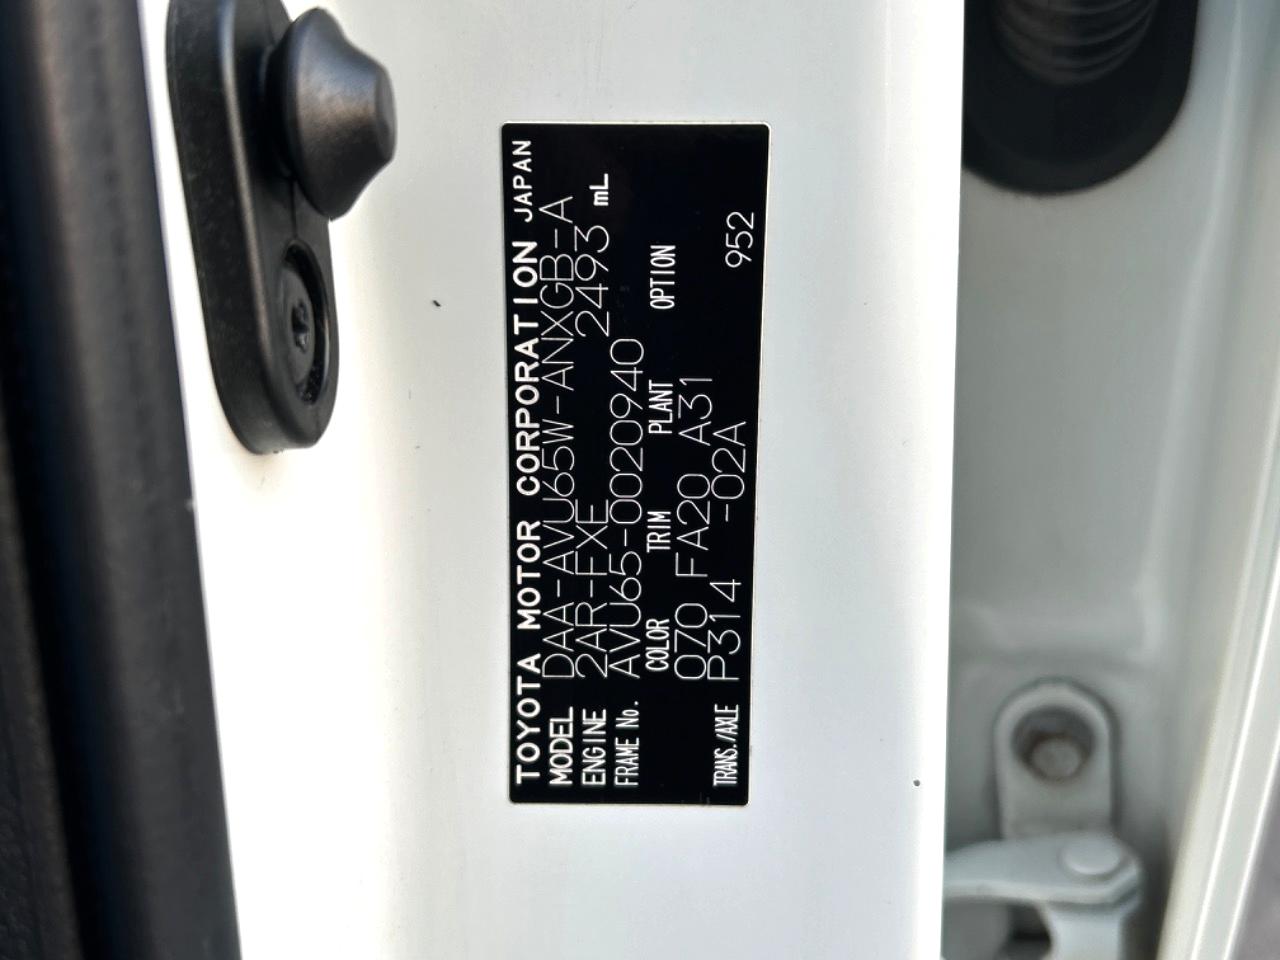 TOYOTA MOTOR CORPORATION JAPAN
MODEL DAA-AVU65W-ANXGB-A
ENGINE 2AR-FXE 2493 mL
FRAME No. AVU65-0020940
COLOR TRIM PLANT OPTION
070 FA20 A31
TRANS./AXLE P314 -02A 952